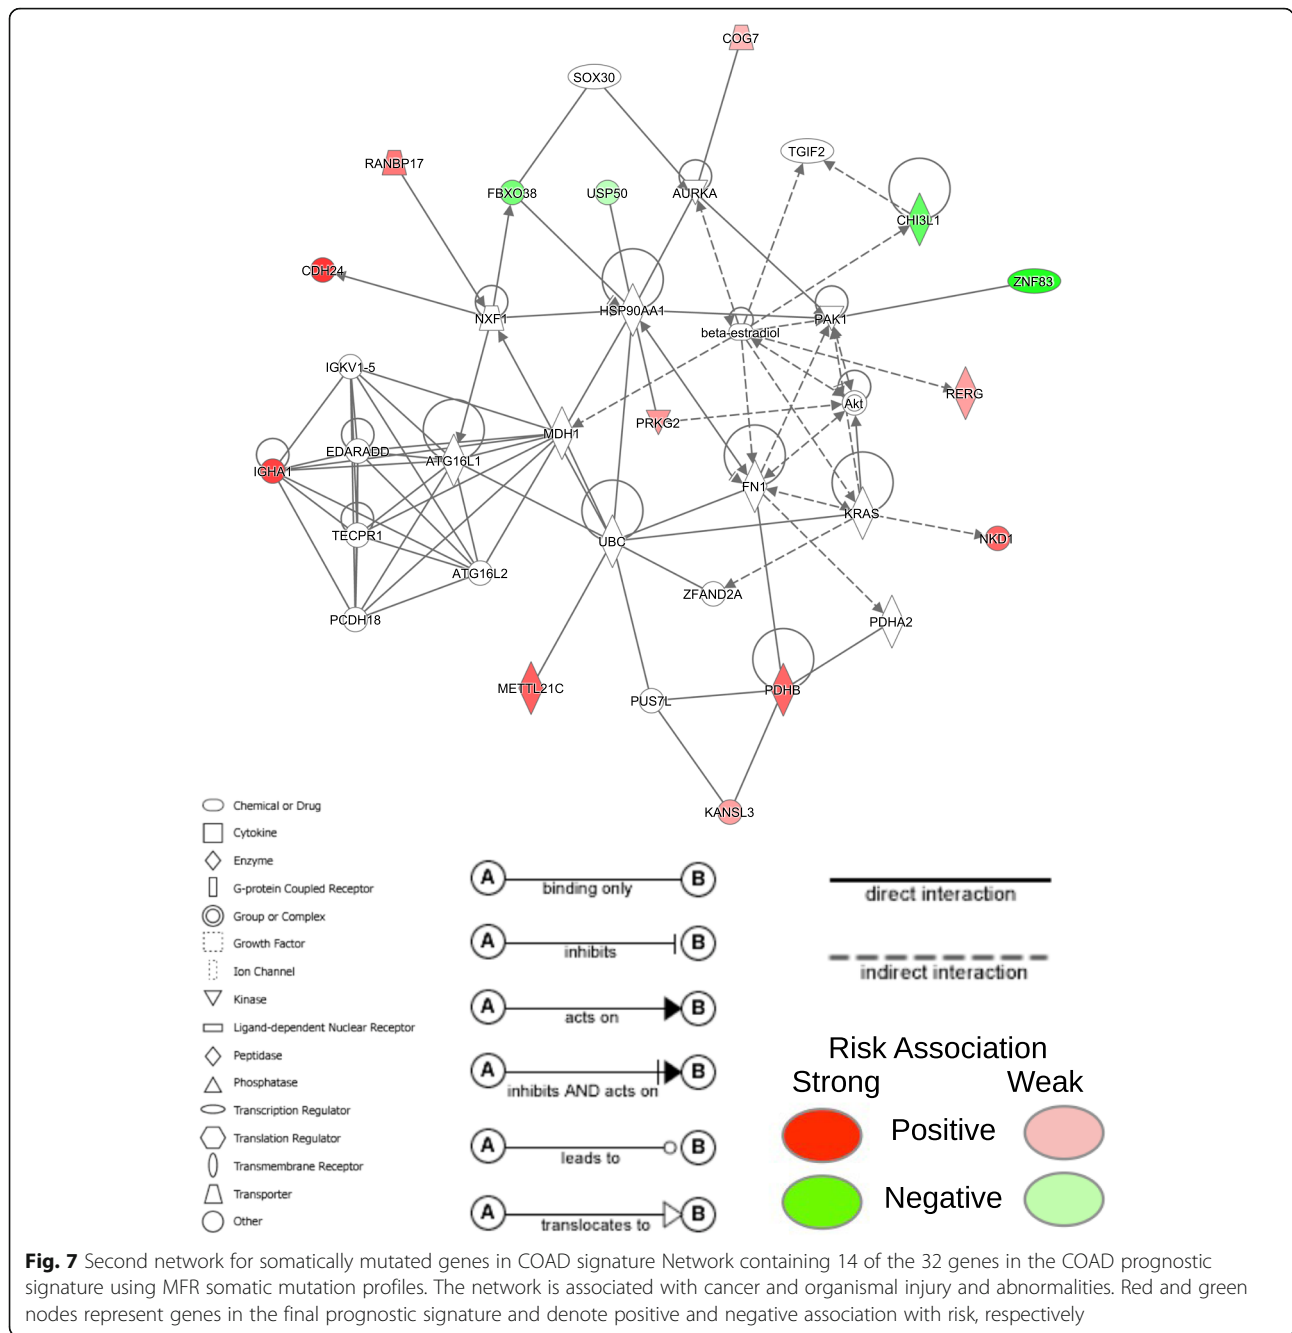 COG7
SOX30
TGIF2
RANBP17
FBXO38
USP50
AURKA
CHI3L1
CDH24
ZNF83
NXF1
HSP90AA1
beta-estradiol
PAK1
IGKV1-5
RERG
Akt
PRKG2
MDH1
EDARADD
ATG16L1
IGHA1
FN1
KRAS
TECPR1
UBC
NKD1
ATG16L2
ZFAND2A
PCDH18
PDHA2
METTL21C
PUS7L
PDHB
KANSL3
Chemical or Drug
Cytokine
Enzyme
G-protein Coupled Receptor
Group or Complex
Growth Factor
Ion Channel
Kinase
Ligand-dependent Nuclear Receptor
Peptidase
Phosphatase
Transcription Regulator
Translation Regulator
Transmembrane Receptor
Transporter
Other
A binding only B
A inhibits B
A acts on B
A inhibits AND acts on B
A leads to B
A translocates to B
direct interaction
indirect interaction
Risk Association
Strong Weak
Positive
Negative
Fig. 7 Second network for somatically mutated genes in COAD signature Network containing 14 of the 32 genes in the COAD prognostic
signature using MFR somatic mutation profiles. The network is associated with cancer and organismal injury and abnormalities. Red and green
nodes represent genes in the final prognostic signature and denote positive and negative association with risk, respectively